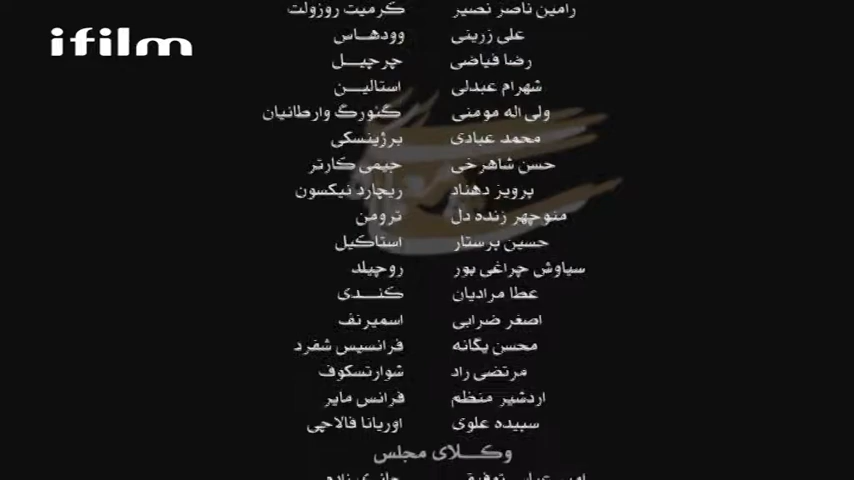 ifilm
رامین ناصر نصیر کرمیت روزولت
علی زرینی وودهاس
رضا فیاضی چرچیل
شهرام عبدلی استالین
ولی اله مومنی گئورگ وارطانیان
محمد عبادی برژینسکی
حسن شاهرخی جیمی کارتر
پرویز دهناد ریچارد نیکسون
منوچهر زنده دل ترومن
حسین پرستار استاکیل
سیاوش چراغی پور روچیلد
عطا مرادیان کندی
اصغر ضرابی اسمیرنف
محسن یگانه فرانسیس شفرد
مرتضی راد شوارتسکوف
اردشیر منظم فرانس مایر
سپیده علوی اوریانا فالاچی
وکلای مجلس